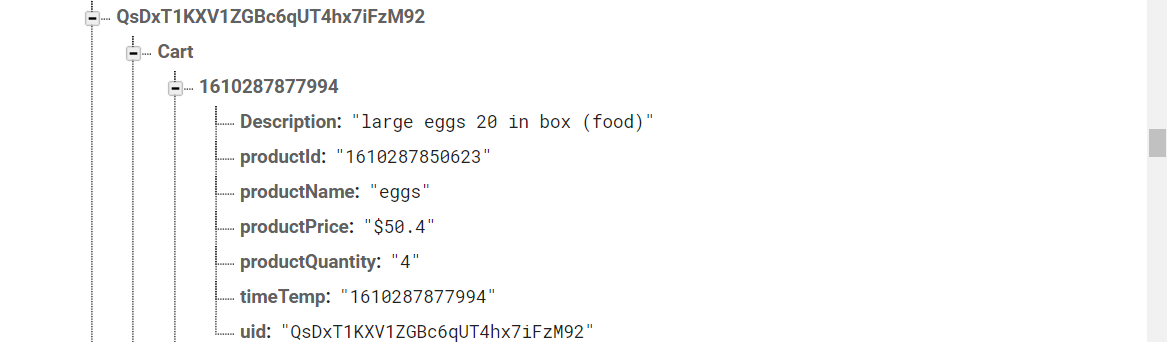 QsDxT1KXV1ZGBc6qUT4hx7iFzM92
Cart
1610287877994
Description: "large eggs 20 in box (food)"
productId: "1610287850623"
productName: "eggs"
productPrice: "$50.4"
productQuantity: "4"
timeTemp: "1610287877994"
uid: "QsDxT1KXV1ZGBc6qUT4hx7iFzM92"